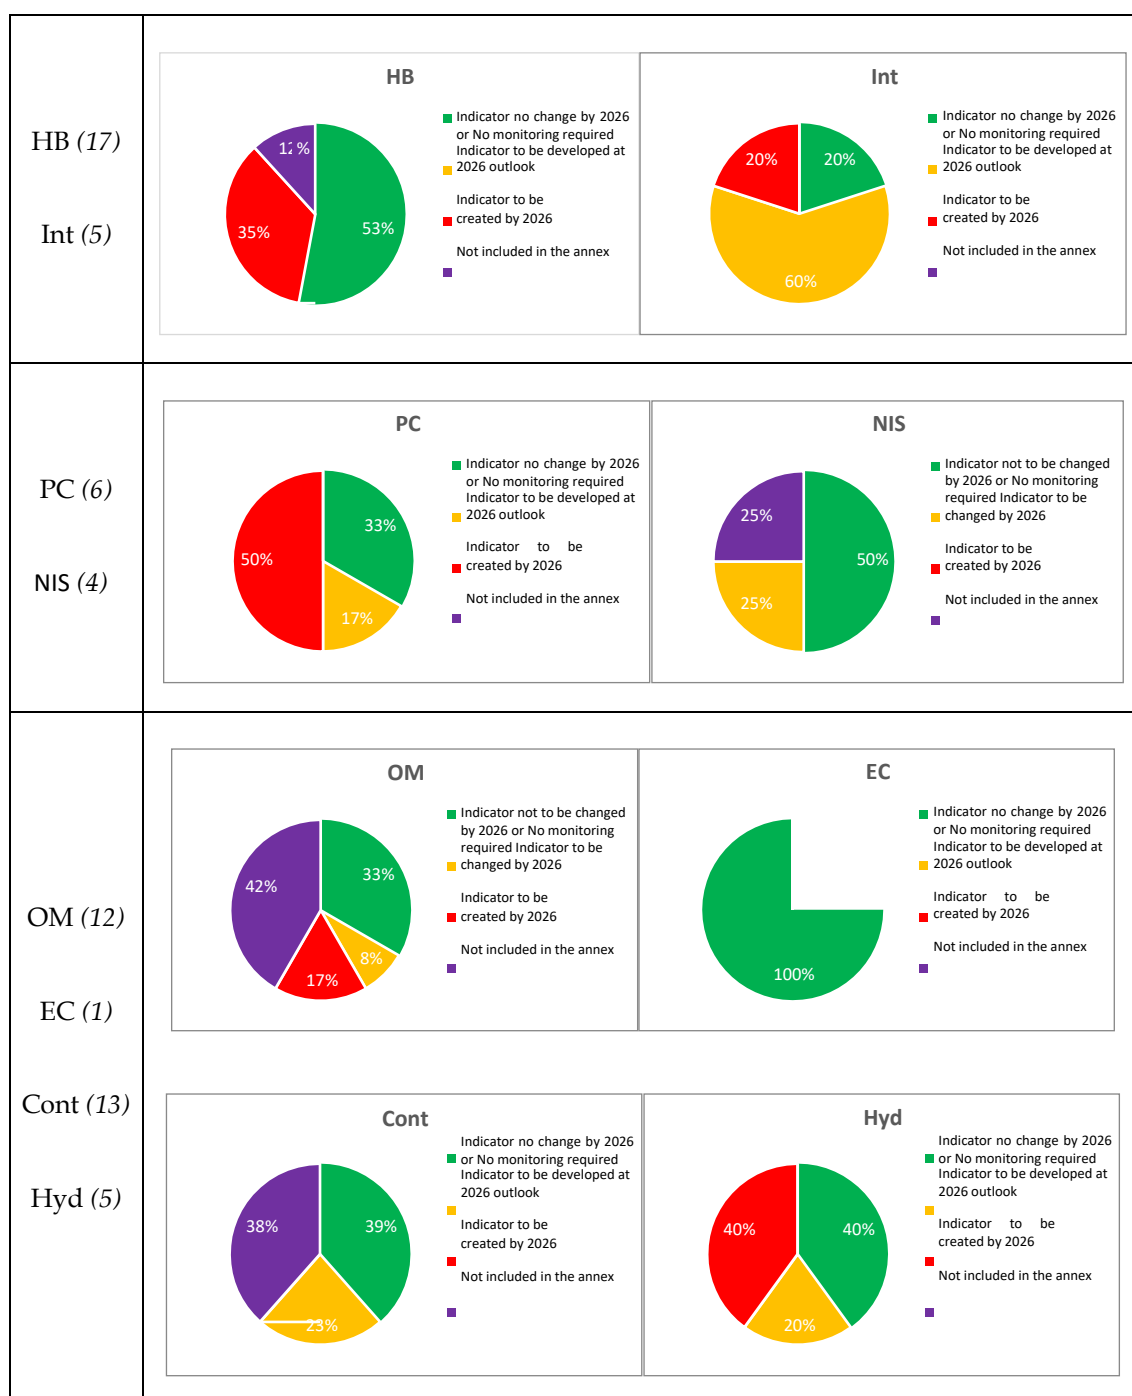 HB (17)
Int (5)
HB
12 %
35%
53%
Indicator no change by 2026
or No monitoring required
Indicator to be developed at
2026 outlook
Indicator to be
created by 2026
Not included in the annex
Int
20%
20%
60%
Indicator no change by 2026
or No monitoring required
Indicator to be developed at
2026 outlook
Indicator to be
created by 2026
Not included in the annex
PC (6)
NIS (4)
PC
33%
50%
17%
Indicator no change by 2026
or No monitoring required
Indicator to be developed at
2026 outlook
Indicator to be
created by 2026
Not included in the annex
NIS
25%
50%
25%
Indicator not to be changed
by 2026 or No monitoring
required Indicator to be
changed by 2026
Indicator to be
created by 2026
Not included in the annex
OM (12)
EC (1)
Cont (13)
Hyd (5)
OM
33%
42%
8%
17%
Indicator not to be changed
by 2026 or No monitoring
required Indicator to be
changed by 2026
Indicator to be
created by 2026
Not included in the annex
EC
100%
Indicator no change by 2026
or No monitoring required
Indicator to be developed at
2026 outlook
Indicator to be
created by 2026
Not included in the annex
Cont
38%
39%
23%
Indicator no change by 2026
or No monitoring required
Indicator to be developed at
2026 outlook
Indicator to be
created by 2026
Not included in the annex
Hyd
40%
40%
20%
Indicator no change by 2026
or No monitoring required
Indicator to be developed at
2026 outlook
Indicator to be
created by 2026
Not included in the annex